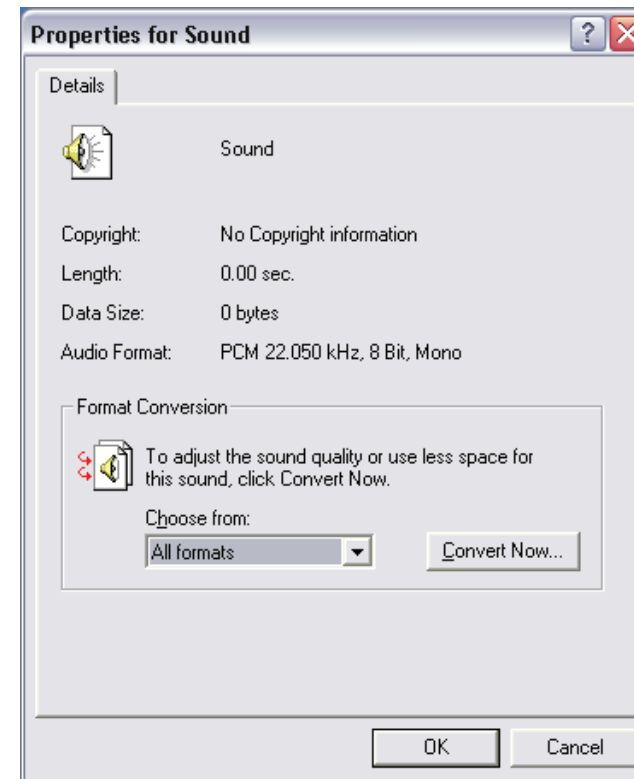 Properties for Sound
?
Details
Sound
Copyright: No Copyright information
Length: 0.00 sec.
Data Size: 0 bytes
Audio Format: PCM 22.050 kHz, 8 Bit, Mono
Format Conversion
To adjust the sound quality or use less space for
this sound, click Convert Now.
Choose from:
All formats
Convert Now...
OK Cancel